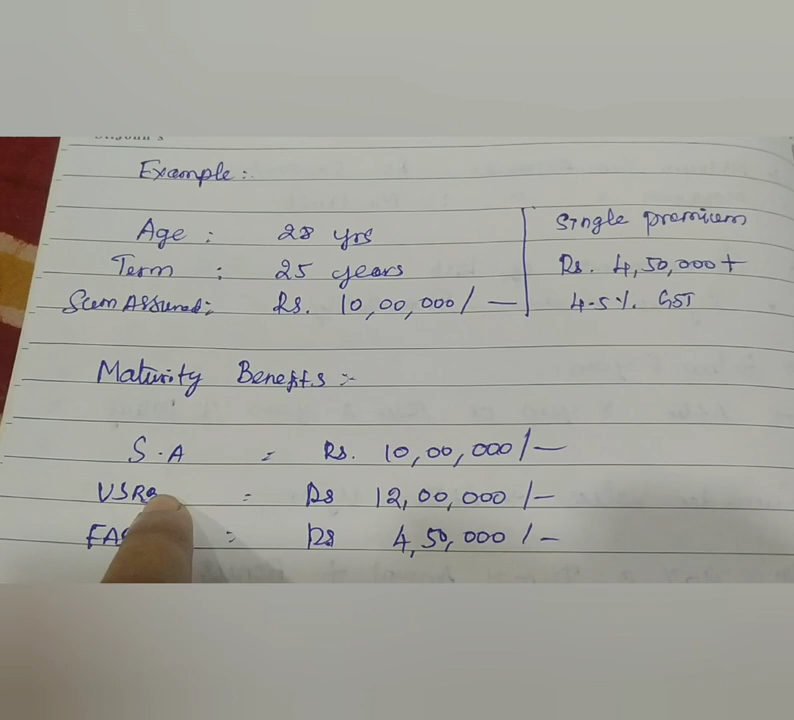 Example :-
Age : 28 yrs
Term : 25 years
Sum Assured : Rs. 10,00,000/-
Single premium
Rs. 4,50,000 +
4.5%. GST
Maturity Benefits :-
S.A = Rs. 10,00,000/-
VSRB = Rs 12,00,000/-
= Rs 4,50,000/-